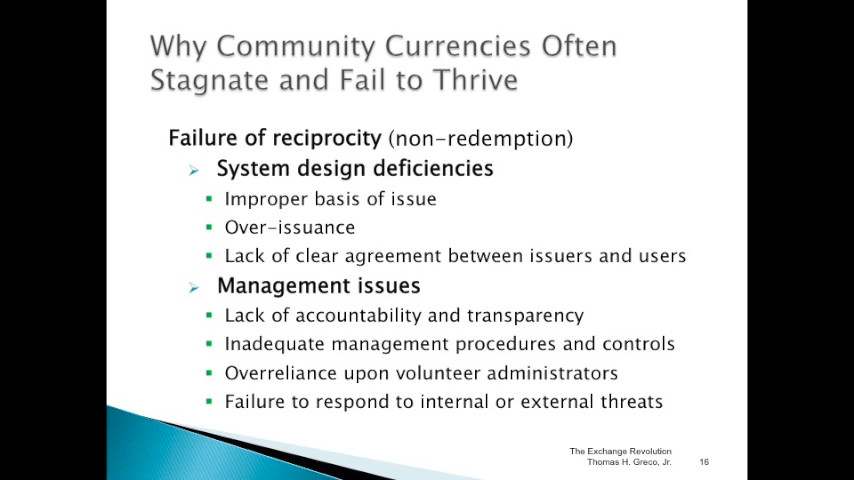 Why Community Currencies Often
Stagnate and Fail to Thrive
Failure of reciprocity (non-redemption)
System design deficiencies
Improper basis of issue
Over-issuance
Lack of clear agreement between issuers and users
Management issues
Lack of accountability and transparency
Inadequate management procedures and controls
Overreliance upon volunteer administrators
Failure to respond to internal or external threats
The Exchange Revolution
Thomas H. Greco, Jr.
16